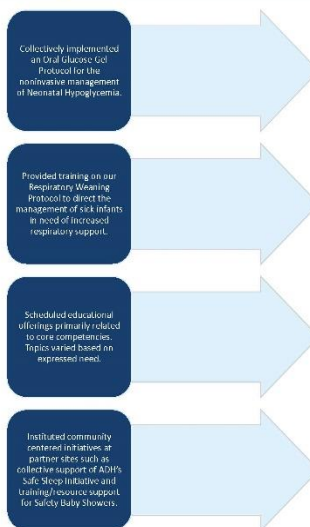 Collectively implemented
an Oral Glucose Gel
Protocol for the
noninvasive management
of Neonatal Hypoglycemia.
Provided training on our
Respiratory Weaning
Protocol to direct the
management of sick infants
in need of increased
respiratory support.
Scheduled educational
offerings primarily related
to core competencies.
Topics varied based on
expressed need.
Instituted community
centered initiatives at
partner sites such as
collective support of ADH's
Safe Sleep Initiative and
training/resource support
for Safety Baby Showers.